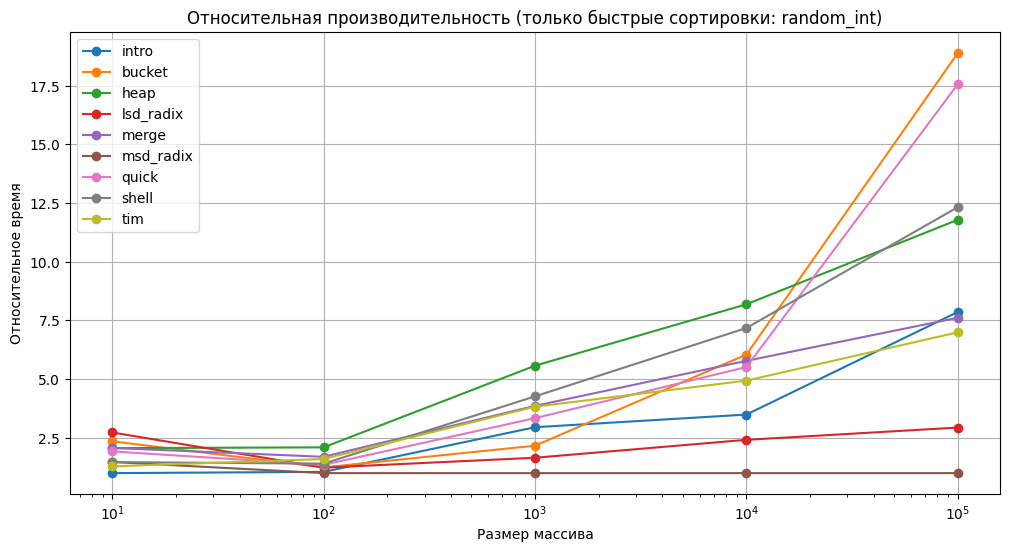 Относительная производительность (только быстрые сортировки: random_int)
intro
bucket
heap
lsd_radix
merge
msd_radix
quick
shell
tim
Относительное время
17.5
15.0
12.5
10.0
7.5
5.0
2.5
10¹
10²
10³
10⁴
10⁵
Размер массива